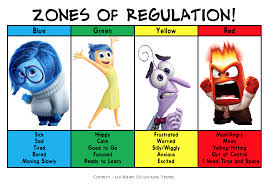 ZONES OF REGULATION!
Blue Green Yellow Red
Sick Happy Frustrated Mad/Angry
Sad Calm Worried Mean
Tired Good to Go Silly/Wiggly Yelling/Hitting
Bored Focused Anxious Out of Control
Moving Slowly Ready to Learn Excited I Need Time and Space